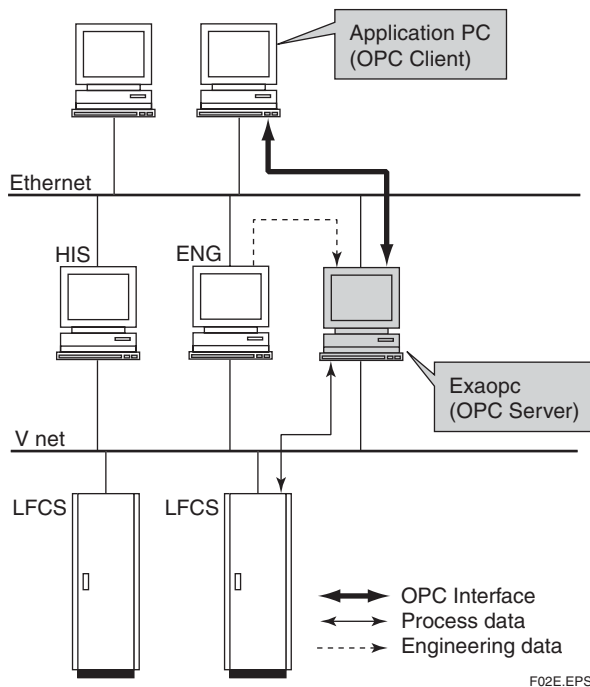 Application PC
(OPC Client)
Ethernet
HIS
ENG
Exaopc
(OPC Server)
V net
LFCS
LFCS
OPC Interface
Process data
Engineering data
F02E.EPS